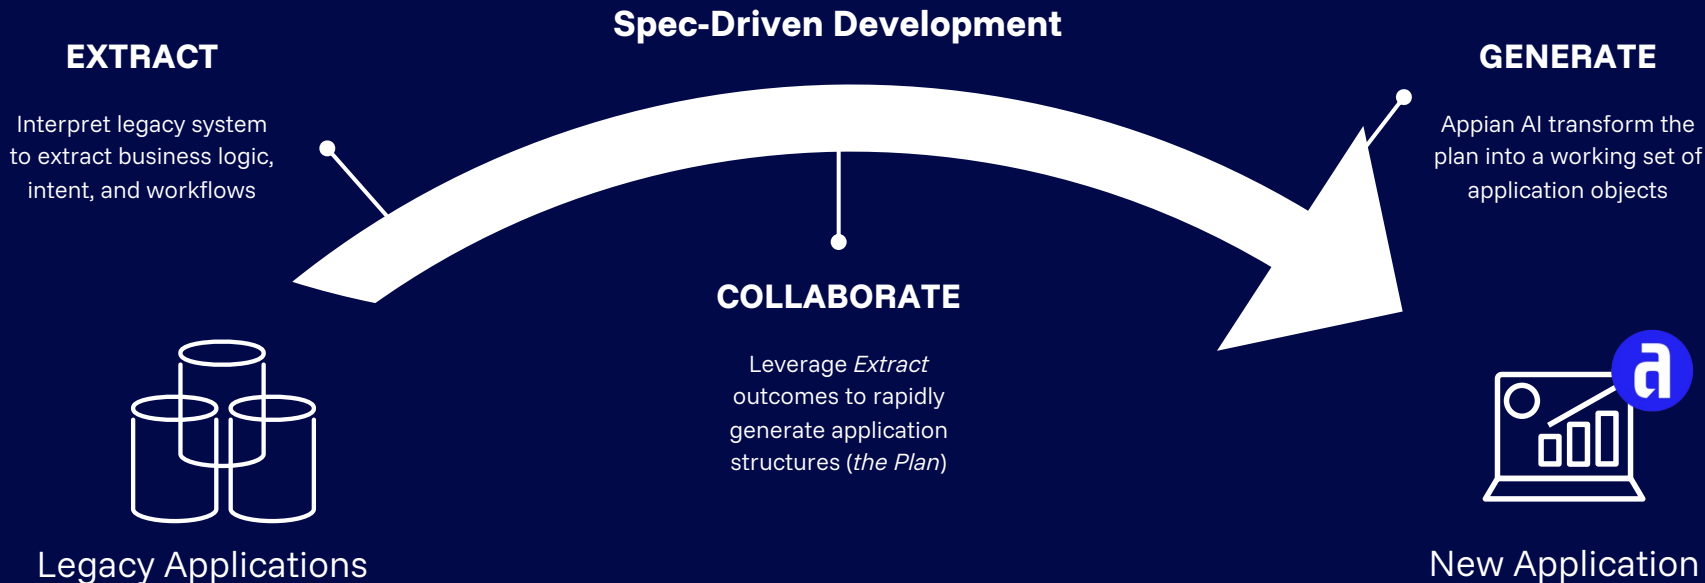 Spec-Driven Development
EXTRACT
Interpret legacy system
to extract business logic,
intent, and workflows
COLLABORATE
Leverage Extract
outcomes to rapidly
generate application
structures (the Plan)
GENERATE
Appian AI transform the
plan into a working set of
application objects
Legacy Applications
a
New Application